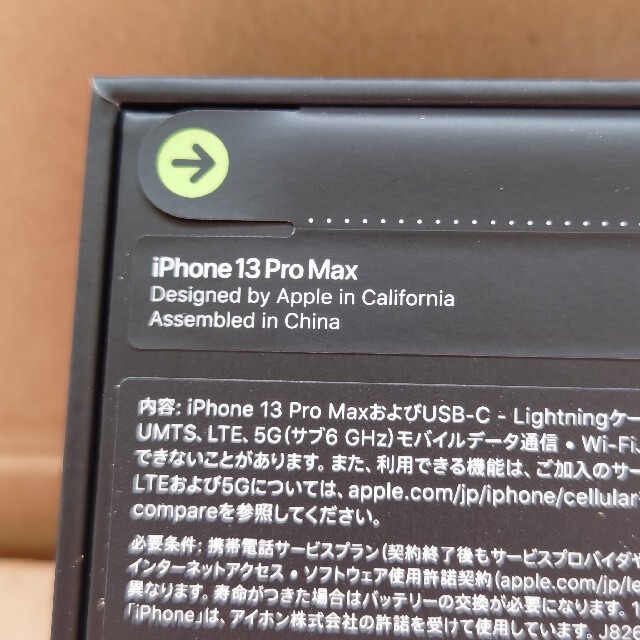 iPhone 13 Pro Max
Designed by Apple in California
Assembled in China
内容: iPhone 13 Pro MaxおよびUSB-C - Lightningケー
UMTS、LTE、5G(サブ6 GHz)モバイルデータ通信 • Wi-Fi、
できないことがあります。また、利用できる機能は、ご加入のサー
LTEおよび5Gについては、apple.com/jp/iphone/cellular
compareを参照してください。
必要条件: 携帯電話サービスプラン(契約終了後もサービスプロバイダや
インターネットアクセス • ソフトウェア使用許諾契約(apple.com/jp/le
異なります。寿命がつきた場合はバッテリーの交換が必要になります。
「iPhone」は、アイホン株式会社の許諾を受けて使用しています。J826